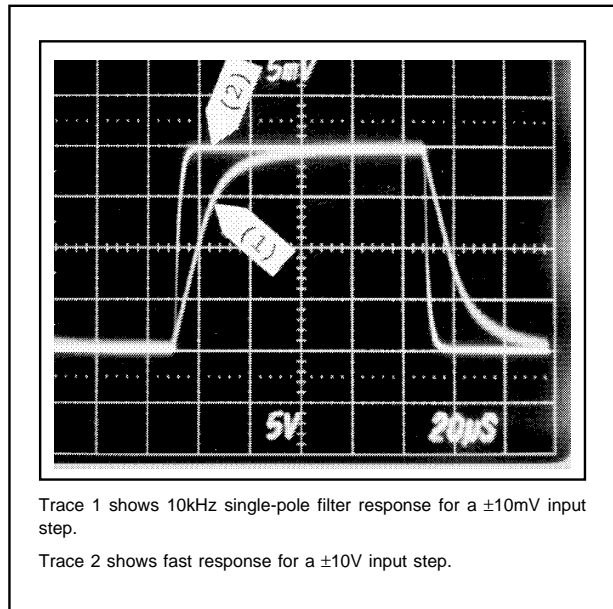 5mV
(2)
(1)
5V
20µS
Trace 1 shows 10kHz single-pole filter response for a ±10mV input
step.
Trace 2 shows fast response for a ±10V input step.